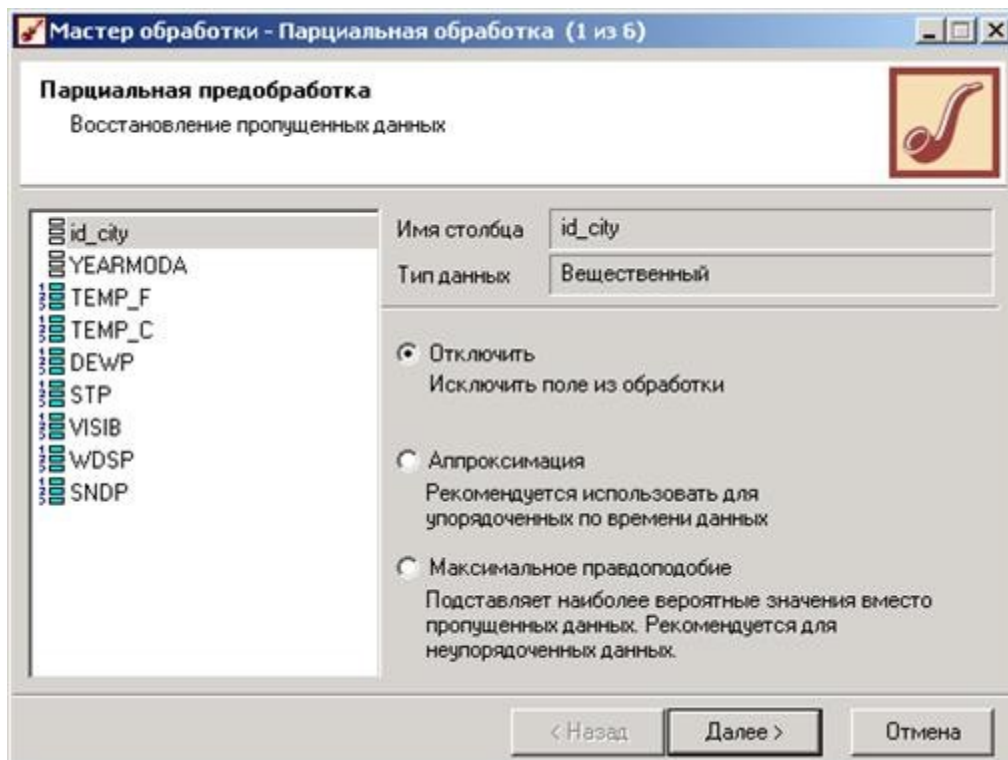 Мастер обработки - Парциальная обработка (1 из 6)
Парциальная предобработка
Восстановление пропущенных данных
id_city
YEARMODA
TEMP_F
TEMP_C
DEWP
STP
VISIB
WDSP
SNDP
Имя столбца id_city
Тип данных Вещественный
Отключить
Исключить поле из обработки
Аппроксимация
Рекомендуется использовать для
упорядоченных по времени данных
Максимальное правдоподобие
Подставляет наиболее вероятные значения вместо
пропущенных данных. Рекомендуется для
неупорядоченных данных.
< Назад Далее > Отмена